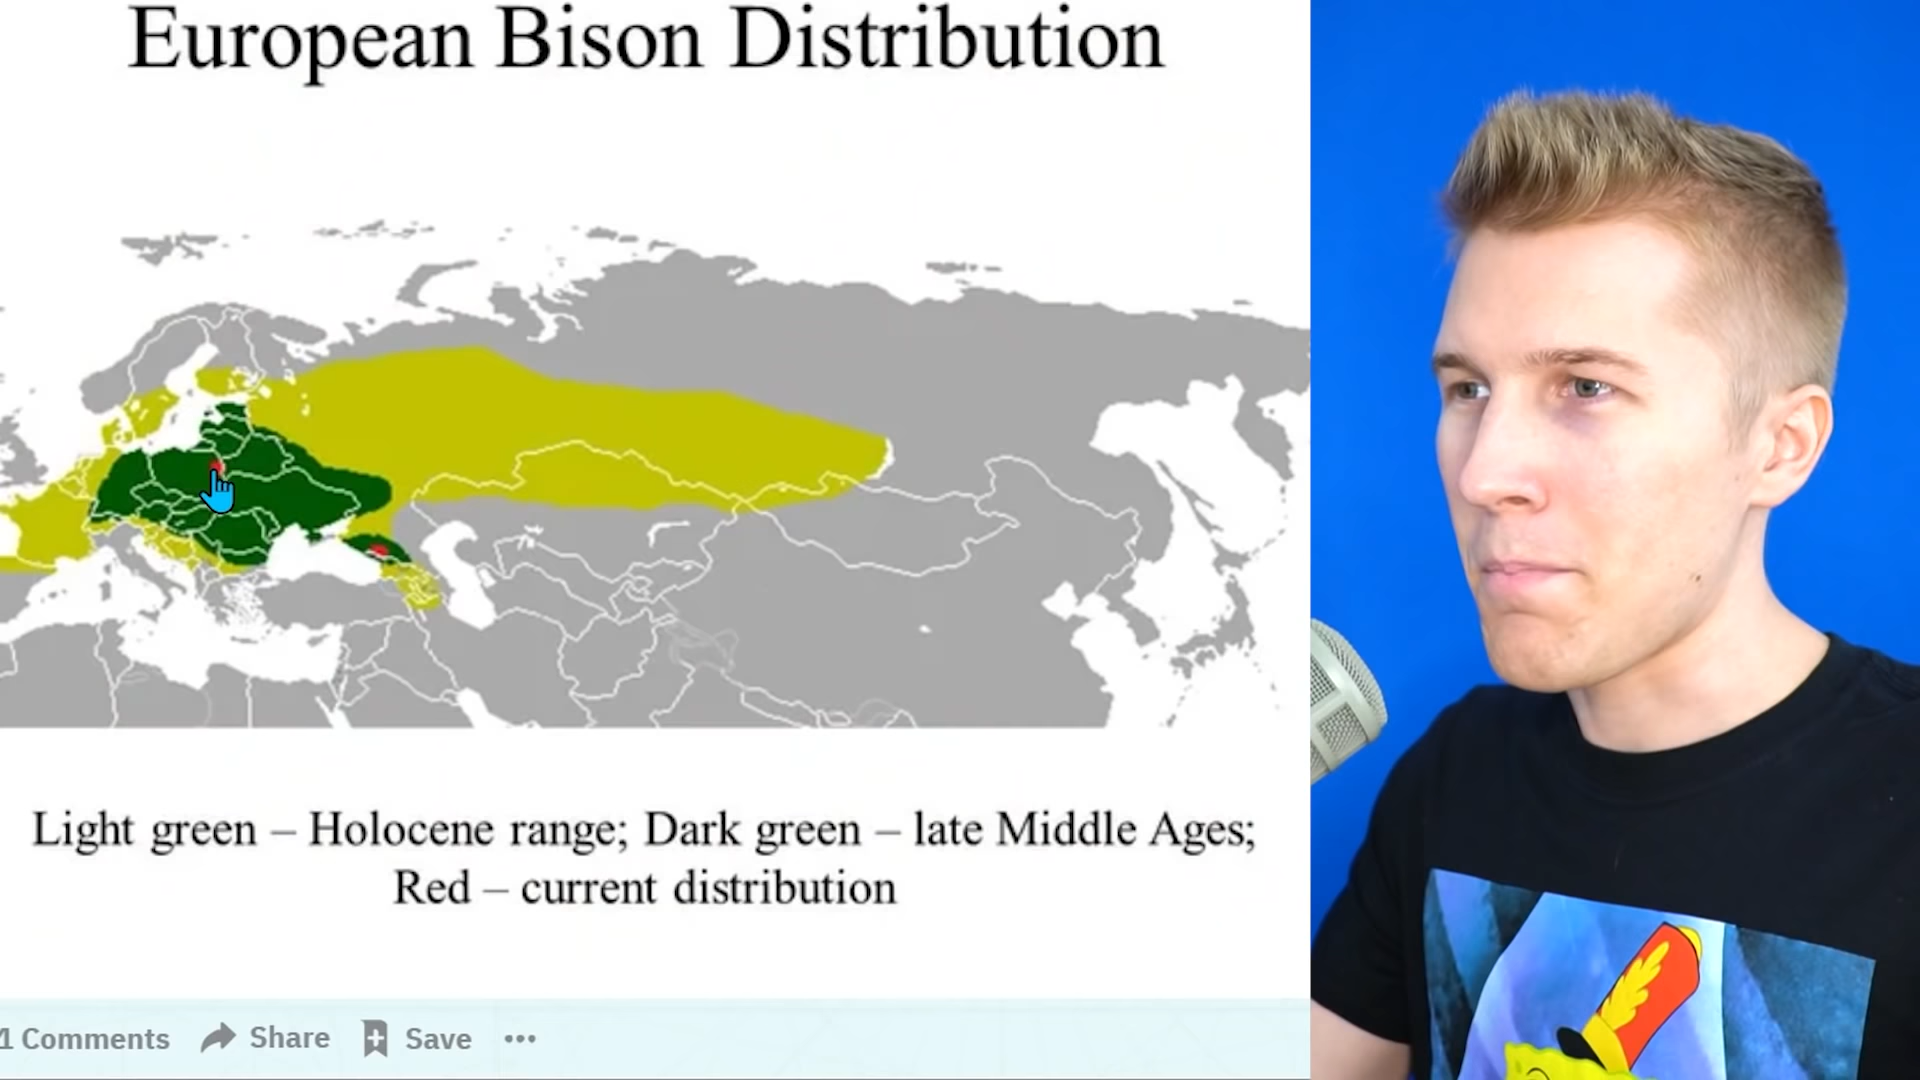 European Bison Distribution
Light green – Holocene range; Dark green – late Middle Ages;
Red – current distribution
1 Comments Share Save